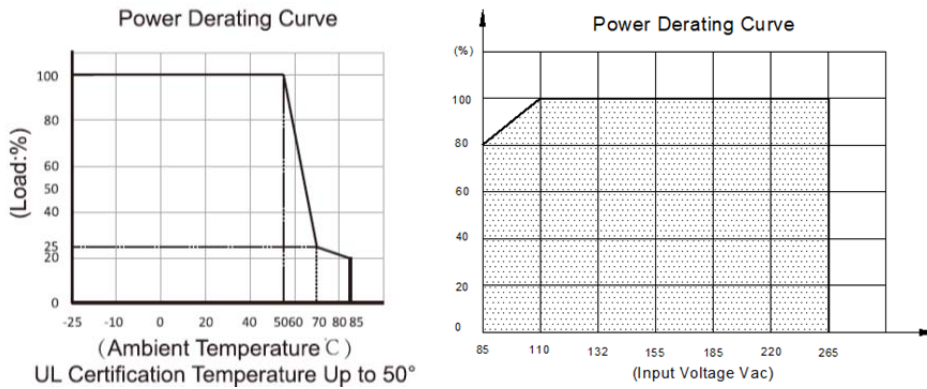 Power Derating Curve
(Load:%)
100
80
60
50
40
25
20
0
-25 -10 0 20 40 5060 70 80 85
(Ambient Temperature℃)
UL Certification Temperature Up to 50°
Power Derating Curve
(%)
100
80
60
40
20
0
85 110 132 155 185 220 265
(Input Voltage Vac)